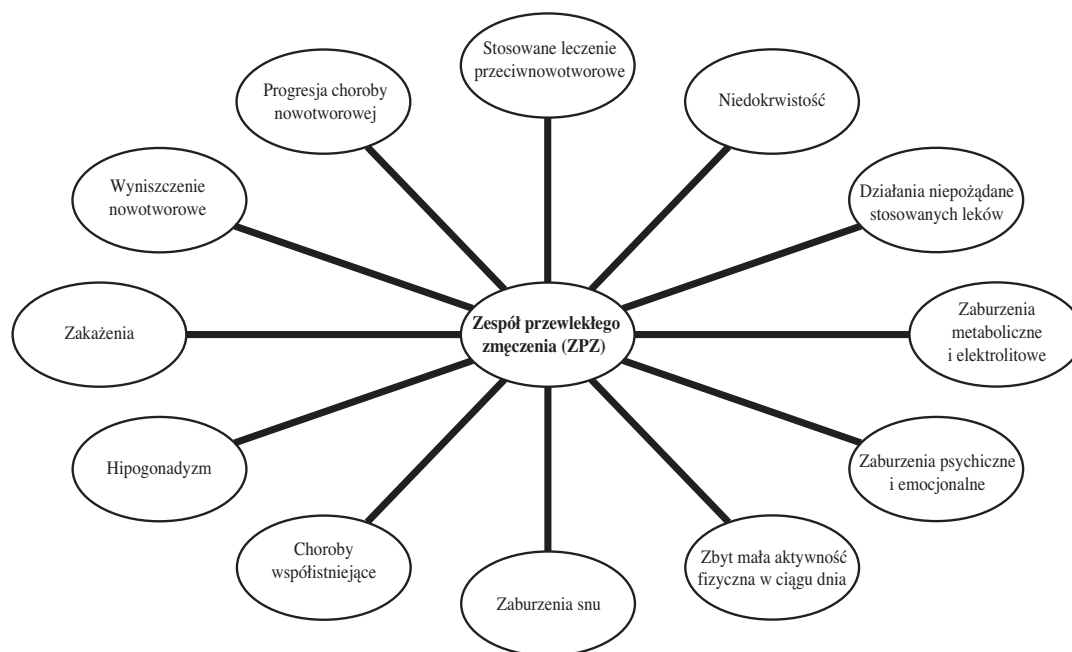 Stosowane leczenie
przeciwnowotworowe
Progresja choroby
nowotworowej
Niedokrwistość
Wyniszczenie
nowotworowe
Działania niepożądane
stosowanych leków
Zakażenia
Zespół przewlekłego
zmęczenia (ZPZ)
Zaburzenia
metaboliczne
i elektrolitowe
Hipogonadyzm
Zaburzenia psychiczne
i emocjonalne
Choroby
współistniejące
Zaburzenia snu
Zbyt mała aktywność
fizyczna w ciągu dnia